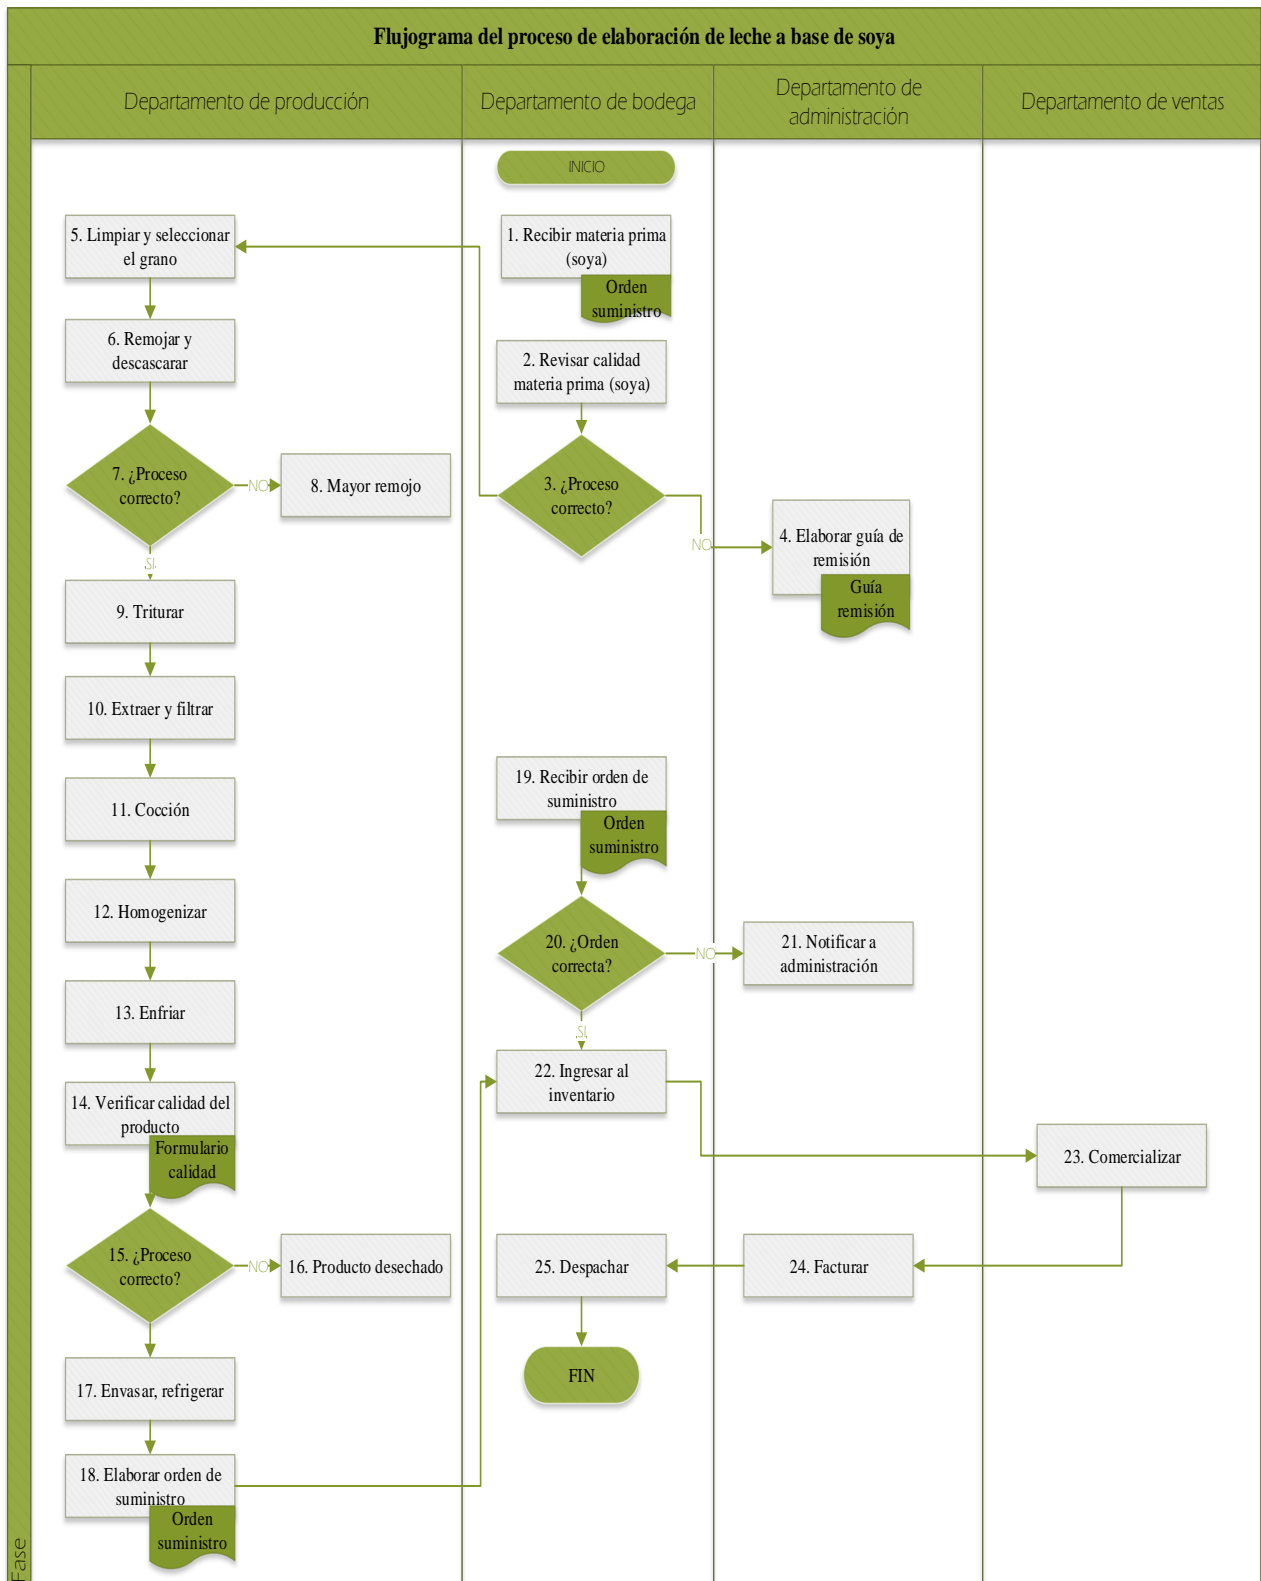 Flujograma del proceso de elaboración de leche a base de soya
Fase
Departamento de producción
Departamento de bodega
Departamento de
administración
Departamento de ventas
INICIO
1. Recibir materia prima
(soya)
Orden
suministro
2. Revisar calidad
materia prima (soya)
3. ¿Proceso
correcto?
NO
4. Elaborar guía de
remisión
Guía
remisión
5. Limpiar y seleccionar
el grano
6. Remojar y
descascarar
7. ¿Proceso
correcto?
NO
8. Mayor remojo
SI
9. Triturar
10. Extraer y filtrar
11. Cocción
12. Homogenizar
13. Enfriar
14. Verificar calidad del
producto
Formulario
calidad
15. ¿Proceso
correcto?
NO
16. Producto desechado
17. Envasar, refrigerar
18. Elaborar orden de
suministro
Orden
suministro
19. Recibir orden de
suministro
Orden
suministro
20. ¿Orden
correcta?
NO
21. Notificar a
administración
SI
22. Ingresar al
inventario
23. Comercializar
24. Facturar
25. Despachar
FIN